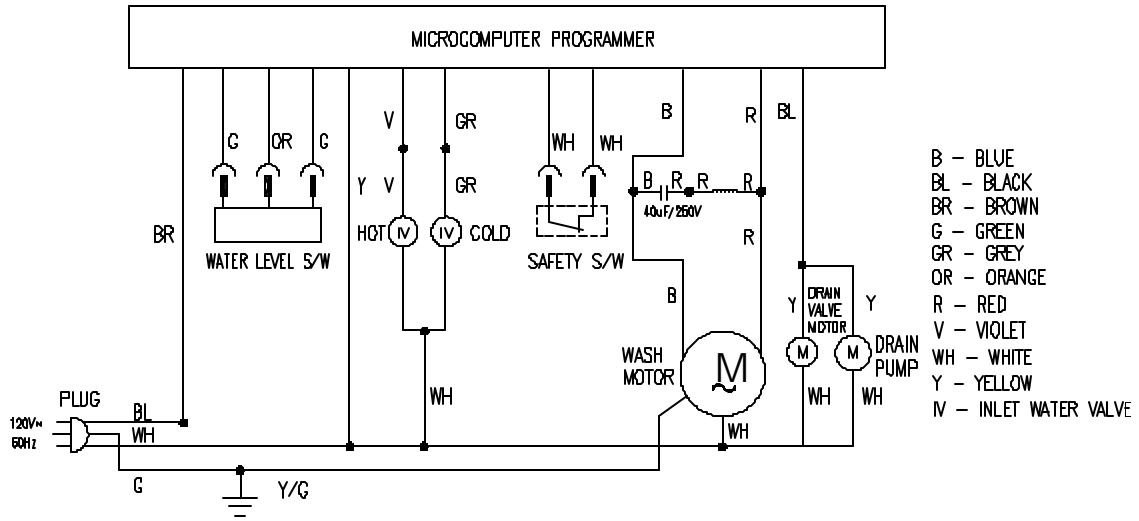 MICROCOMPUTER PROGRAMMER
B
R
BL
V
GR
G
OR
G
WH
WH
Y
V
GR
B
R
R
R
40uF/250V
BR
HOT
IV
IV
COLD
R
WATER LEVEL S/W
SAFETY S/W
B
Y
DRAIN
VALVE
MOTOR
Y
WASH
MOTOR
M
M
M
DRAIN
PUMP
WH
WH
WH
WH
PLUG
120V~
60Hz
BL
WH
G
Y/G
B - BLUE
BL - BLACK
BR - BROWN
G - GREEN
GR - GREY
OR - ORANGE
R - RED
V - VIOLET
WH - WHITE
Y - YELLOW
IV - INLET WATER VALVE